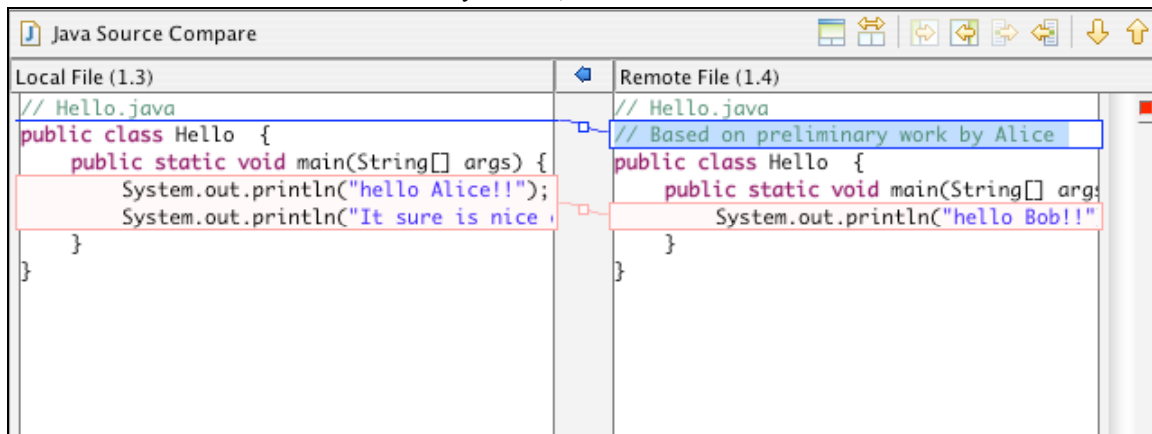 Java Source Compare
Local File (1.3)
// Hello.java
public class Hello  {
    public static void main(String[] args) {
        System.out.println("hello Alice!!");
        System.out.println("It sure is nice
    }
}
Remote File (1.4)
// Hello.java
// Based on preliminary work by Alice
public class Hello  {
    public static void main(String[] args
        System.out.println("hello Bob!!"
    }
}